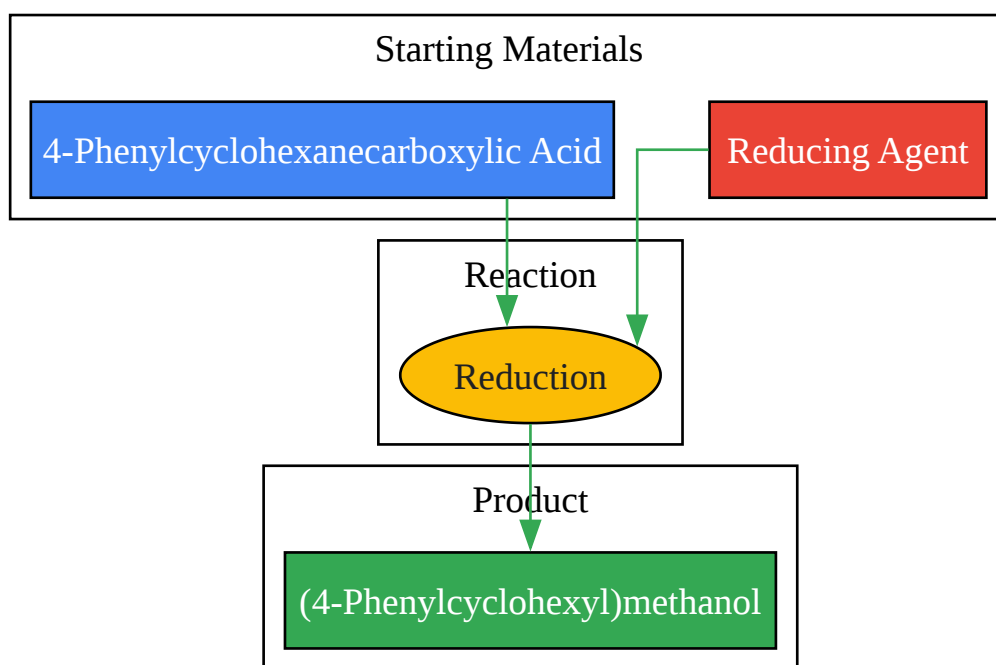 Starting Materials
4-Phenylcyclohexanecarboxylic Acid
Reducing Agent
Reaction
Reduction
Product
(4-Phenylcyclohexyl)methanol